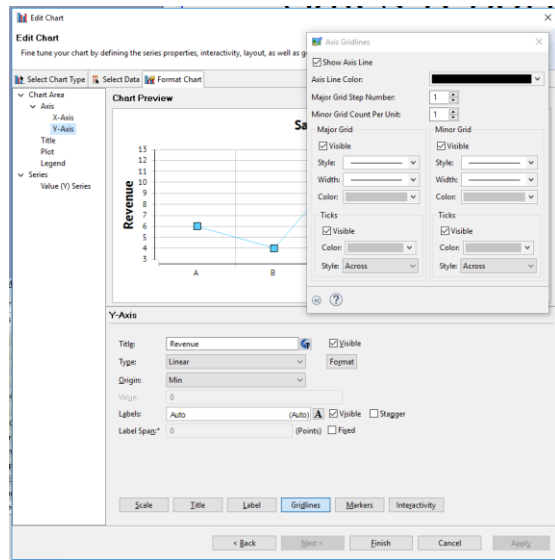 Edit Chart
Edit Chart
Fine tune your chart by defining the series properties, interactivity, layout, as well as g
Select Chart Type Select Data Format Chart
Chart Area
Axis
X-Axis
Y-Axis
Title
Plot
Legend
Series
Value (Y) Series
Chart Preview
Sa
Revenue
13
12
11
10
9
8
7
6
5
4
3
A B
Axis Gridlines
Show Axis Line
Axis Line Color:
Major Grid Step Number: 1
Minor Grid Count Per Unit: 1
Major Grid
Visible
Style:
Width:
Color:
Ticks
Visible
Color:
Style: Across
Minor Grid
Visible
Style:
Width:
Color:
Ticks
Visible
Color:
Style: Across
Y-Axis
Title: Revenue Visible
Type: Linear Format
Origin: Min
Value: 0
Labels: Auto (Auto) A Visible Stagger
Label Span:* 0 (Points) Fixed
Scale Title Label Gridlines Markers Interactivity
< Back Next > Finish Cancel Apply